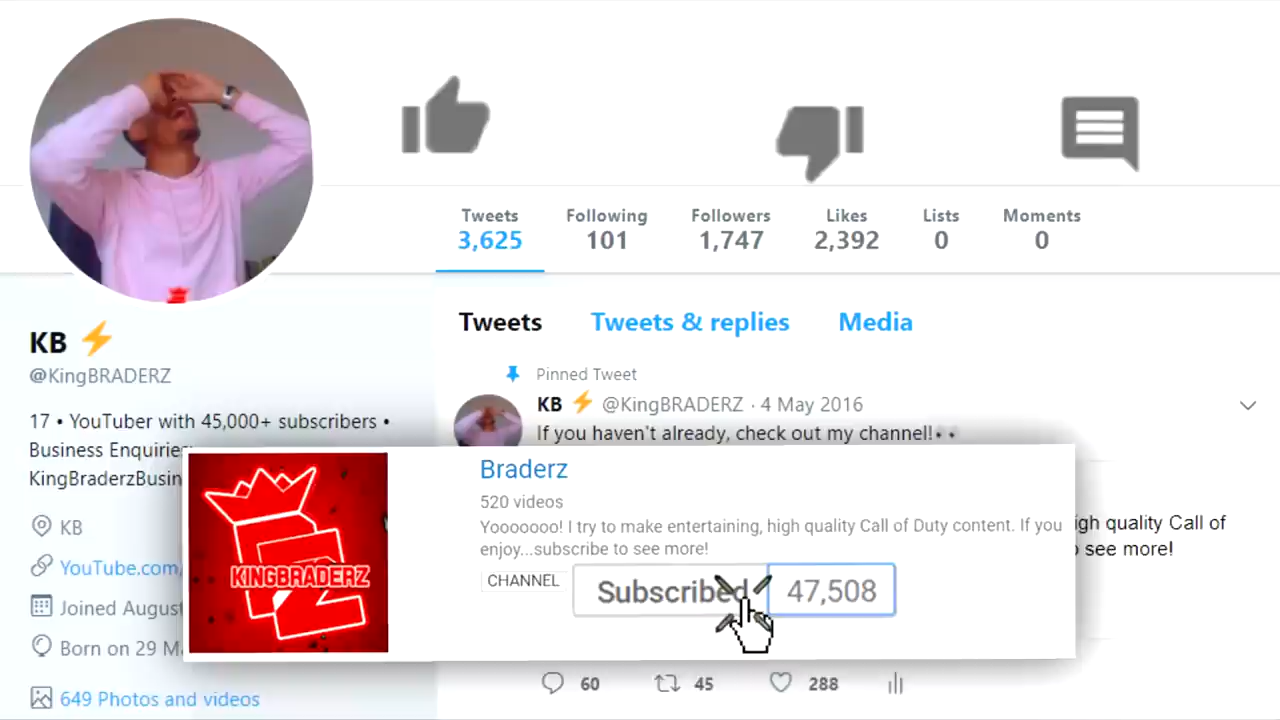 Tweets Following Followers Likes Lists Moments
3,625 101 1,747 2,392 0 0
Tweets Tweets & replies Media
KB
@KingBRADERZ
17 • YouTuber with 45,000+ subscribers •
Business Enquiries
KingBraderzBusin
KB
YouTube.com/
Joined August
Born on 29 M
649 Photos and videos
Pinned Tweet
KB @KingBRADERZ · 4 May 2016
If you haven't already, check out my channel!
KINGBRADERZ
Braderz
520 videos
Yooooooo! I try to make entertaining, high quality Call of Duty content. If you
enjoy...subscribe to see more!
CHANNEL Subscribed 47,508
igh quality Call of
see more!
60 45 288